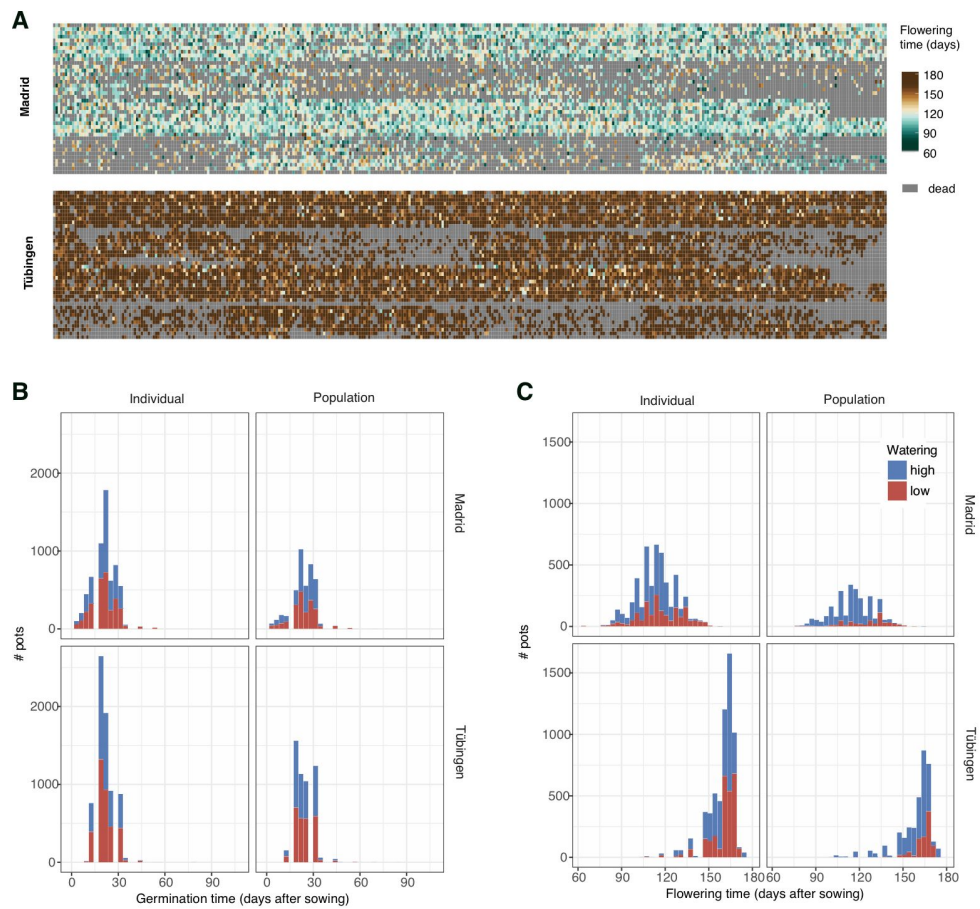 A
Madrid
Tübingen
Flowering
time (days)
180
150
120
90
60
dead
B
Individual
Population
2000
1000
0
Madrid
2000
1000
0
Tübingen
# pots
0 30 60 90 0 30 60 90
Germination time (days after sowing)
C
Individual
Population
1500
1000
500
0
Watering
high
low
Madrid
1500
1000
500
0
Tübingen
# pots
60 90 120 150 180 60 90 120 150 180
Flowering time (days after sowing)